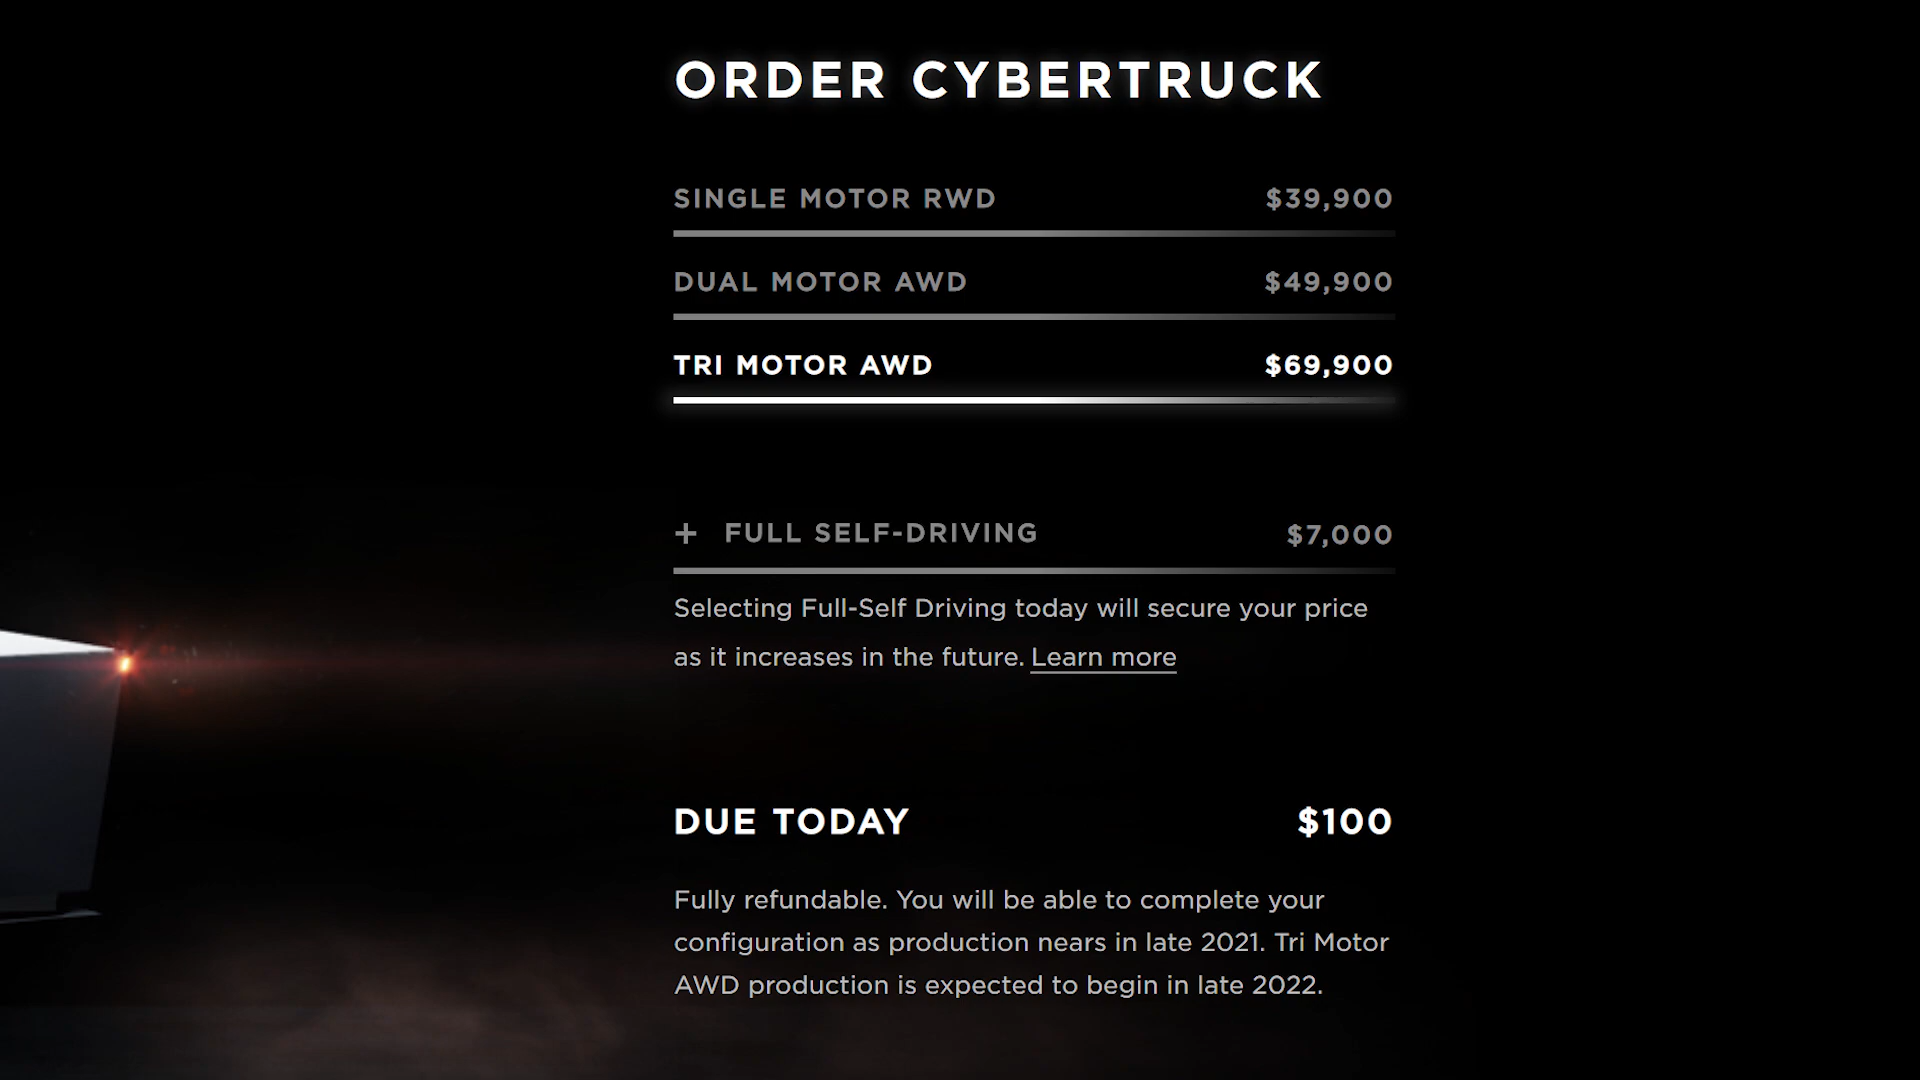 ORDER CYBERTRUCK
SINGLE MOTOR RWD $39,900
DUAL MOTOR AWD $49,900
TRI MOTOR AWD $69,900
+ FULL SELF-DRIVING $7,000
Selecting Full-Self Driving today will secure your price
as it increases in the future. Learn more
DUE TODAY $100
Fully refundable. You will be able to complete your
configuration as production nears in late 2021. Tri Motor
AWD production is expected to begin in late 2022.